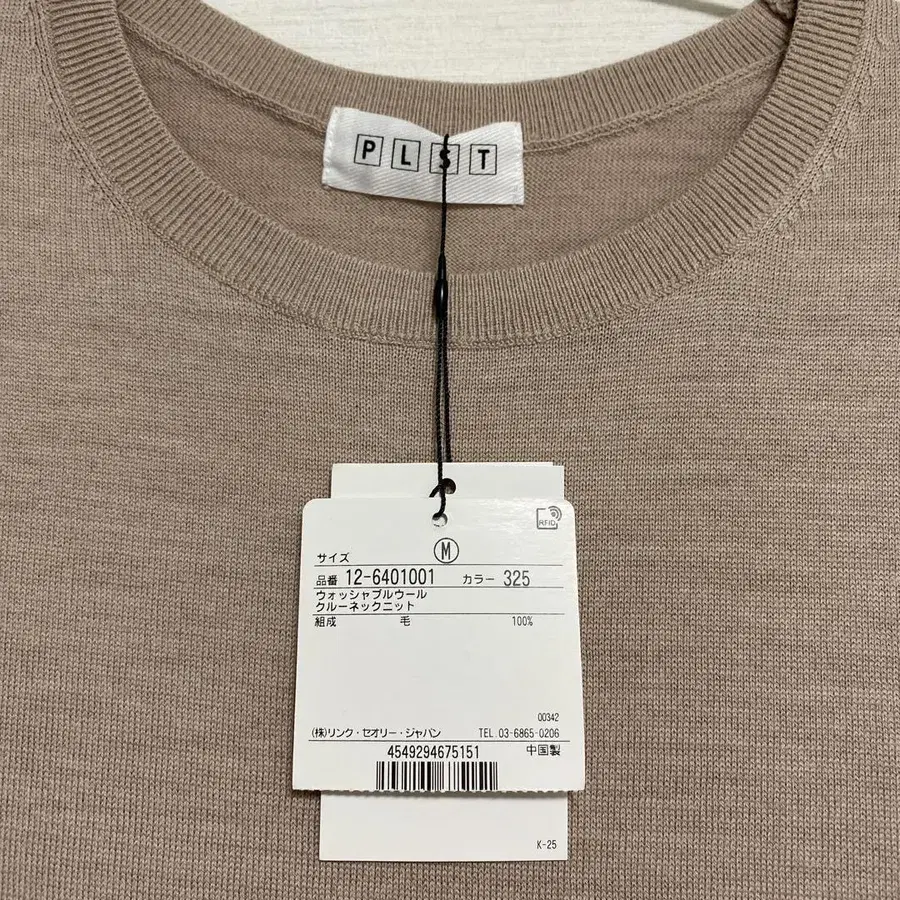 PLST
RFID
サイズ M
品番 12-6401001 カラー 325
ウォッシャブルウール
クルーネックニット
組成 毛 100%
00342
(株)リンク・セオリー・ジャパン TEL.03-6865-0206
4549294675151 中国製
K-25